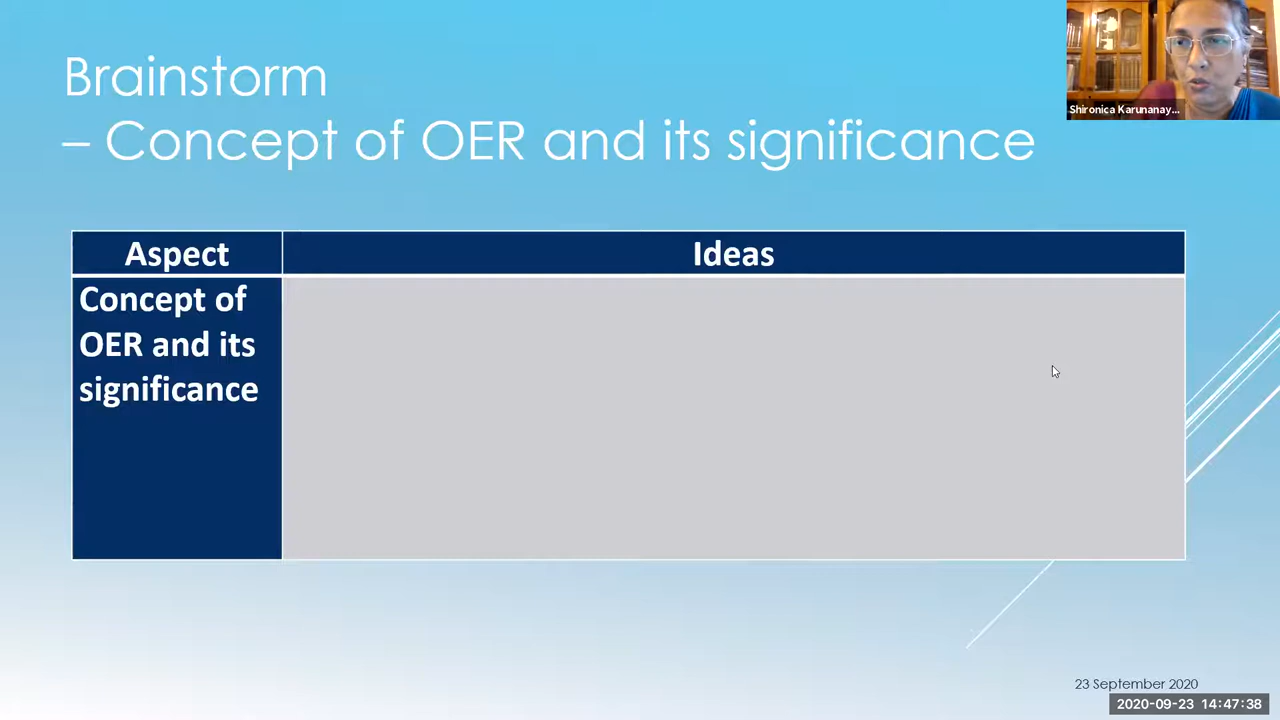 Brainstorm
– Concept of OER and its significance
Shironica Karunanay...
Aspect
Ideas
Concept of
OER and its
significance
23 September 2020
2020-09-23 14:47:38